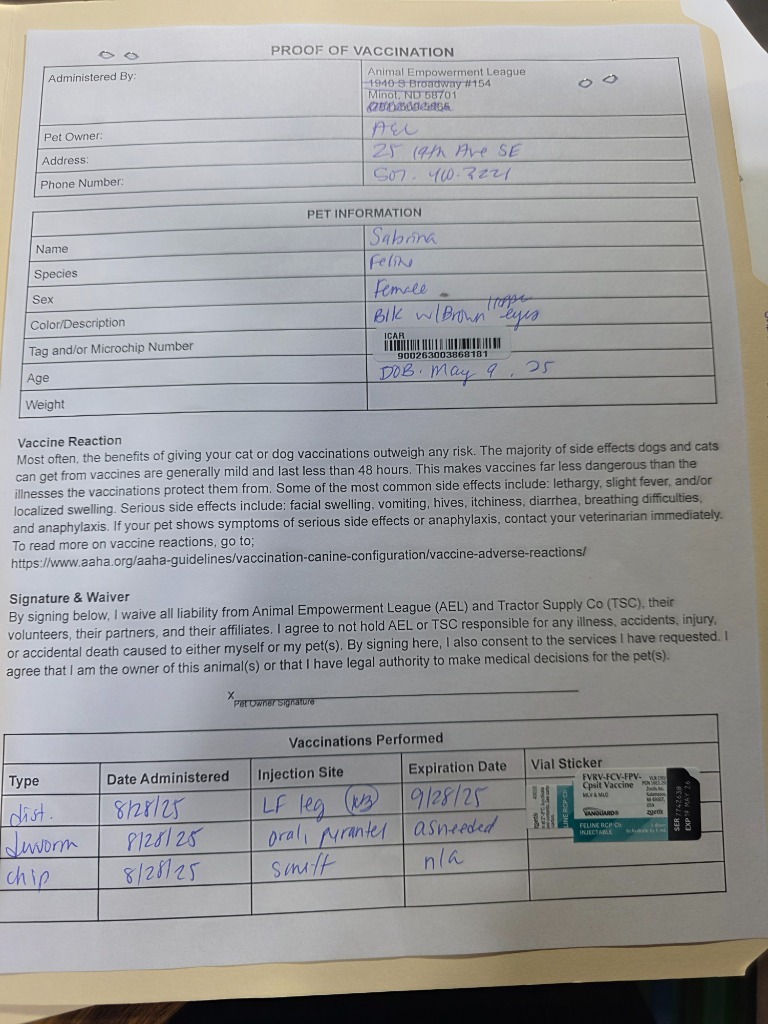 PROOF OF VACCINATION
Administered By:
Animal Empowerment League
1940 S Broadway #154
Minot, ND 58701
Pet Owner:
AEL
Address:
25 19th Ave SE
Phone Number:
507. 410-3221
PET INFORMATION
Name
Sabrina
Species
Feline
Sex
Female
Color/Description
Blk w/Brown eyes
Tag and/or Microchip Number
ICAR
900263003868181
Age
DOB. May 9, 25
Weight
Vaccine Reaction
Most often, the benefits of giving your cat or dog vaccinations outweigh any risk. The majority of side effects dogs and cats
can get from vaccines are generally mild and last less than 48 hours. This makes vaccines far less dangerous than the
illnesses the vaccinations protect them from. Some of the most common side effects include: lethargy, slight fever, and/or
localized swelling. Serious side effects include: facial swelling, vomiting, hives, itchiness, diarrhea, breathing difficulties,
and anaphylaxis. If your pet shows symptoms of serious side effects or anaphylaxis, contact your veterinarian immediately.
To read more on vaccine reactions, go to;
https://www.aaha.org/aaha-guidelines/vaccination-canine-configuration/vaccine-adverse-reactions/
Signature & Waiver
By signing below, I waive all liability from Animal Empowerment League (AEL) and Tractor Supply Co (TSC), their
volunteers, their partners, and their affiliates. I agree to not hold AEL or TSC responsible for any illness, accidents, injury,
or accidental death caused to either myself or my pet(s). By signing here, I also consent to the services I have requested. I
agree that I am the owner of this animal(s) or that I have legal authority to make medical decisions for the pet(s).
X
Pet Owner Signature
Vaccinations Performed
Type
Date Administered
Injection Site
Expiration Date
Vial Sticker
dist.
8/28/25
LF leg
9/28/25
FVRV-FCV-FPV-
Cpsit Vaccine
MLV & MLC
VANGUARD®
zoetis
FELINE RCP Ch
INJECTABLE
SER 7742638
EXP 18 MAY 26
dewom
8/28/25
oral, pyrantel
as needed
chip
8/28/25
n/a